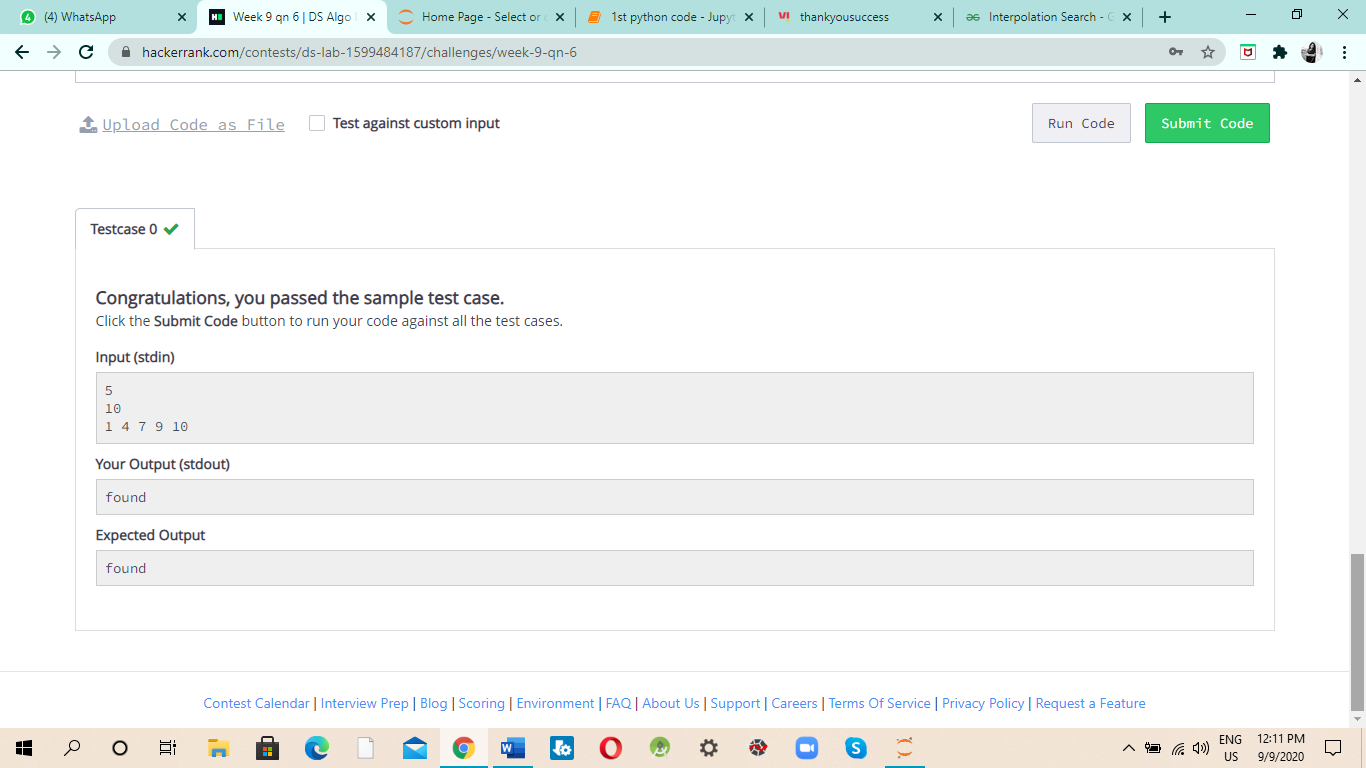 (4) WhatsApp
Week 9 qn 6 | DS Algo
Home Page - Select or
1st python code - Jupyt
thankyousuccess
Interpolation Search - G
hackerrank.com/contests/ds-lab-1599484187/challenges/week-9-qn-6
Upload Code as File
Test against custom input
Run Code
Submit Code
Testcase 0
Congratulations, you passed the sample test case.
Click the Submit Code button to run your code against all the test cases.
Input (stdin)
5
10
1 4 7 9 10
Your Output (stdout)
found
Expected Output
found
Contest Calendar | Interview Prep | Blog | Scoring | Environment | FAQ | About Us | Support | Careers | Terms Of Service | Privacy Policy | Request a Feature
ENG
US
12:11 PM
9/9/2020